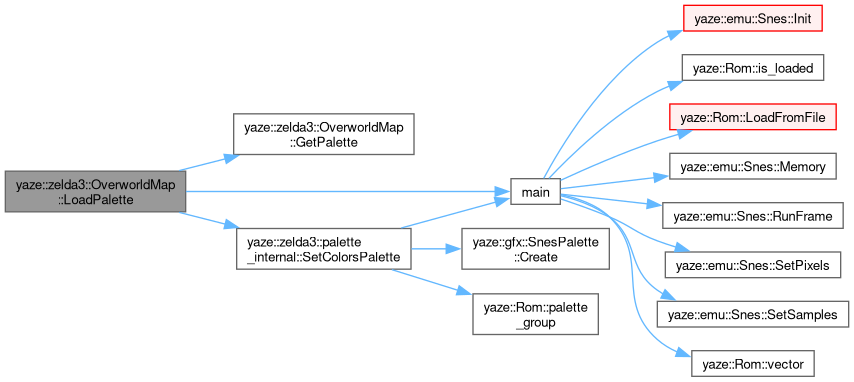 yaze::zelda3::OverworldMap
::LoadPalette
yaze::zelda3::OverworldMap
::GetPalette
yaze::zelda3::palette
_internal::SetColorsPalette
main
yaze::gfx::SnesPalette
::Create
yaze::Rom::palette
_group
yaze::emu::Snes::Init
yaze::Rom::is_loaded
yaze::Rom::LoadFromFile
yaze::emu::Snes::Memory
yaze::emu::Snes::RunFrame
yaze::emu::Snes::SetPixels
yaze::emu::Snes::SetSamples
yaze::Rom::vector